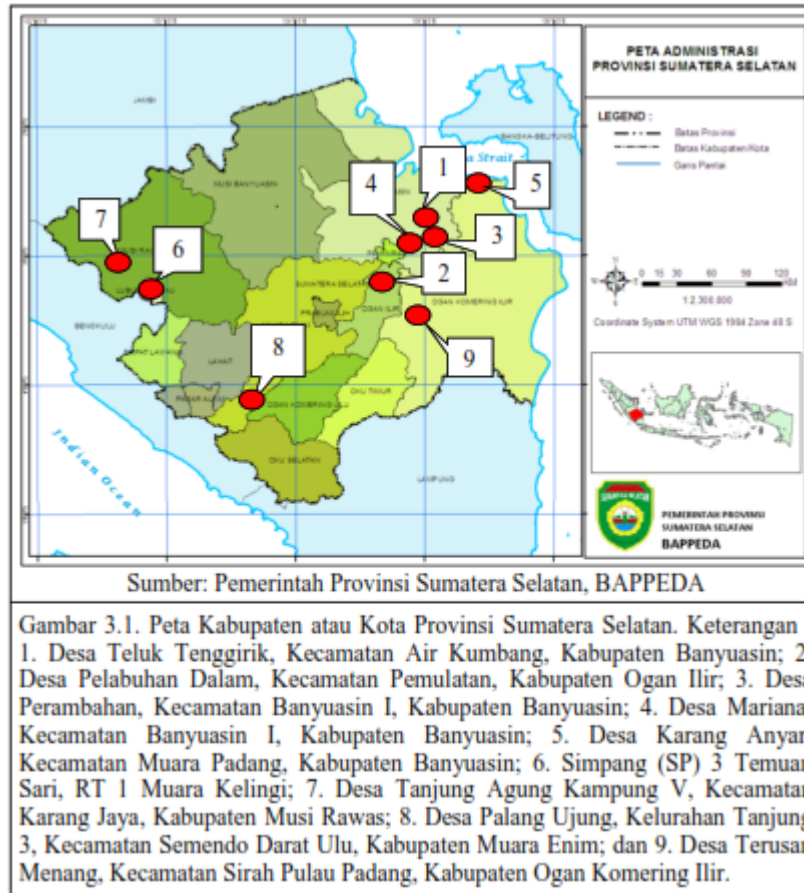 PETA ADMINISTRASI
PROVINSI SUMATERA SELATAN
LEGEND :
Batas Provinsi
Batas Kabupaten/Kota
Garis Pantai
JAMBI
BANGKA-BELITUNG
a Strait
MUSI BANYUASIN
1
4
5
7
6
3
2
SUMATERA SELATAN
OGAN ILIR
OGAN KOMERING ILIR
BENGKULU
LAHAT
8
9
OKU TIMUR
OGAN KOMERING ULU
OKU SELATAN
LAMPUNG
Indian Ocean
0 15 30 60 90 120
1:2.300.000
Coordinate System UTM WGS 1984 Zone 48 S
PEMERINTAH PROVINSI
SUMATERA SELATAN
BAPPEDA
Sumber: Pemerintah Provinsi Sumatera Selatan, BAPPEDA
Gambar 3.1. Peta Kabupaten atau Kota Provinsi Sumatera Selatan. Keterangan
1. Desa Teluk Tenggirik, Kecamatan Air Kumbang, Kabupaten Banyuasin; 2
Desa Pelabuhan Dalam, Kecamatan Pemulatan, Kabupaten Ogan Ilir; 3. Desa
Perambahan, Kecamatan Banyuasin I, Kabupaten Banyuasin; 4. Desa Mariana
Kecamatan Banyuasin I, Kabupaten Banyuasin; 5. Desa Karang Anyar
Kecamatan Muara Padang, Kabupaten Banyuasin; 6. Simpang (SP) 3 Temuan
Sari, RT 1 Muara Kelingi; 7. Desa Tanjung Agung Kampung V, Kecamatan
Karang Jaya, Kabupaten Musi Rawas; 8. Desa Palang Ujung, Kelurahan Tanjung
3, Kecamatan Semendo Darat Ulu, Kabupaten Muara Enim; dan 9. Desa Terusan
Menang, Kecamatan Sirah Pulau Padang, Kabupaten Ogan Komering Ilir.